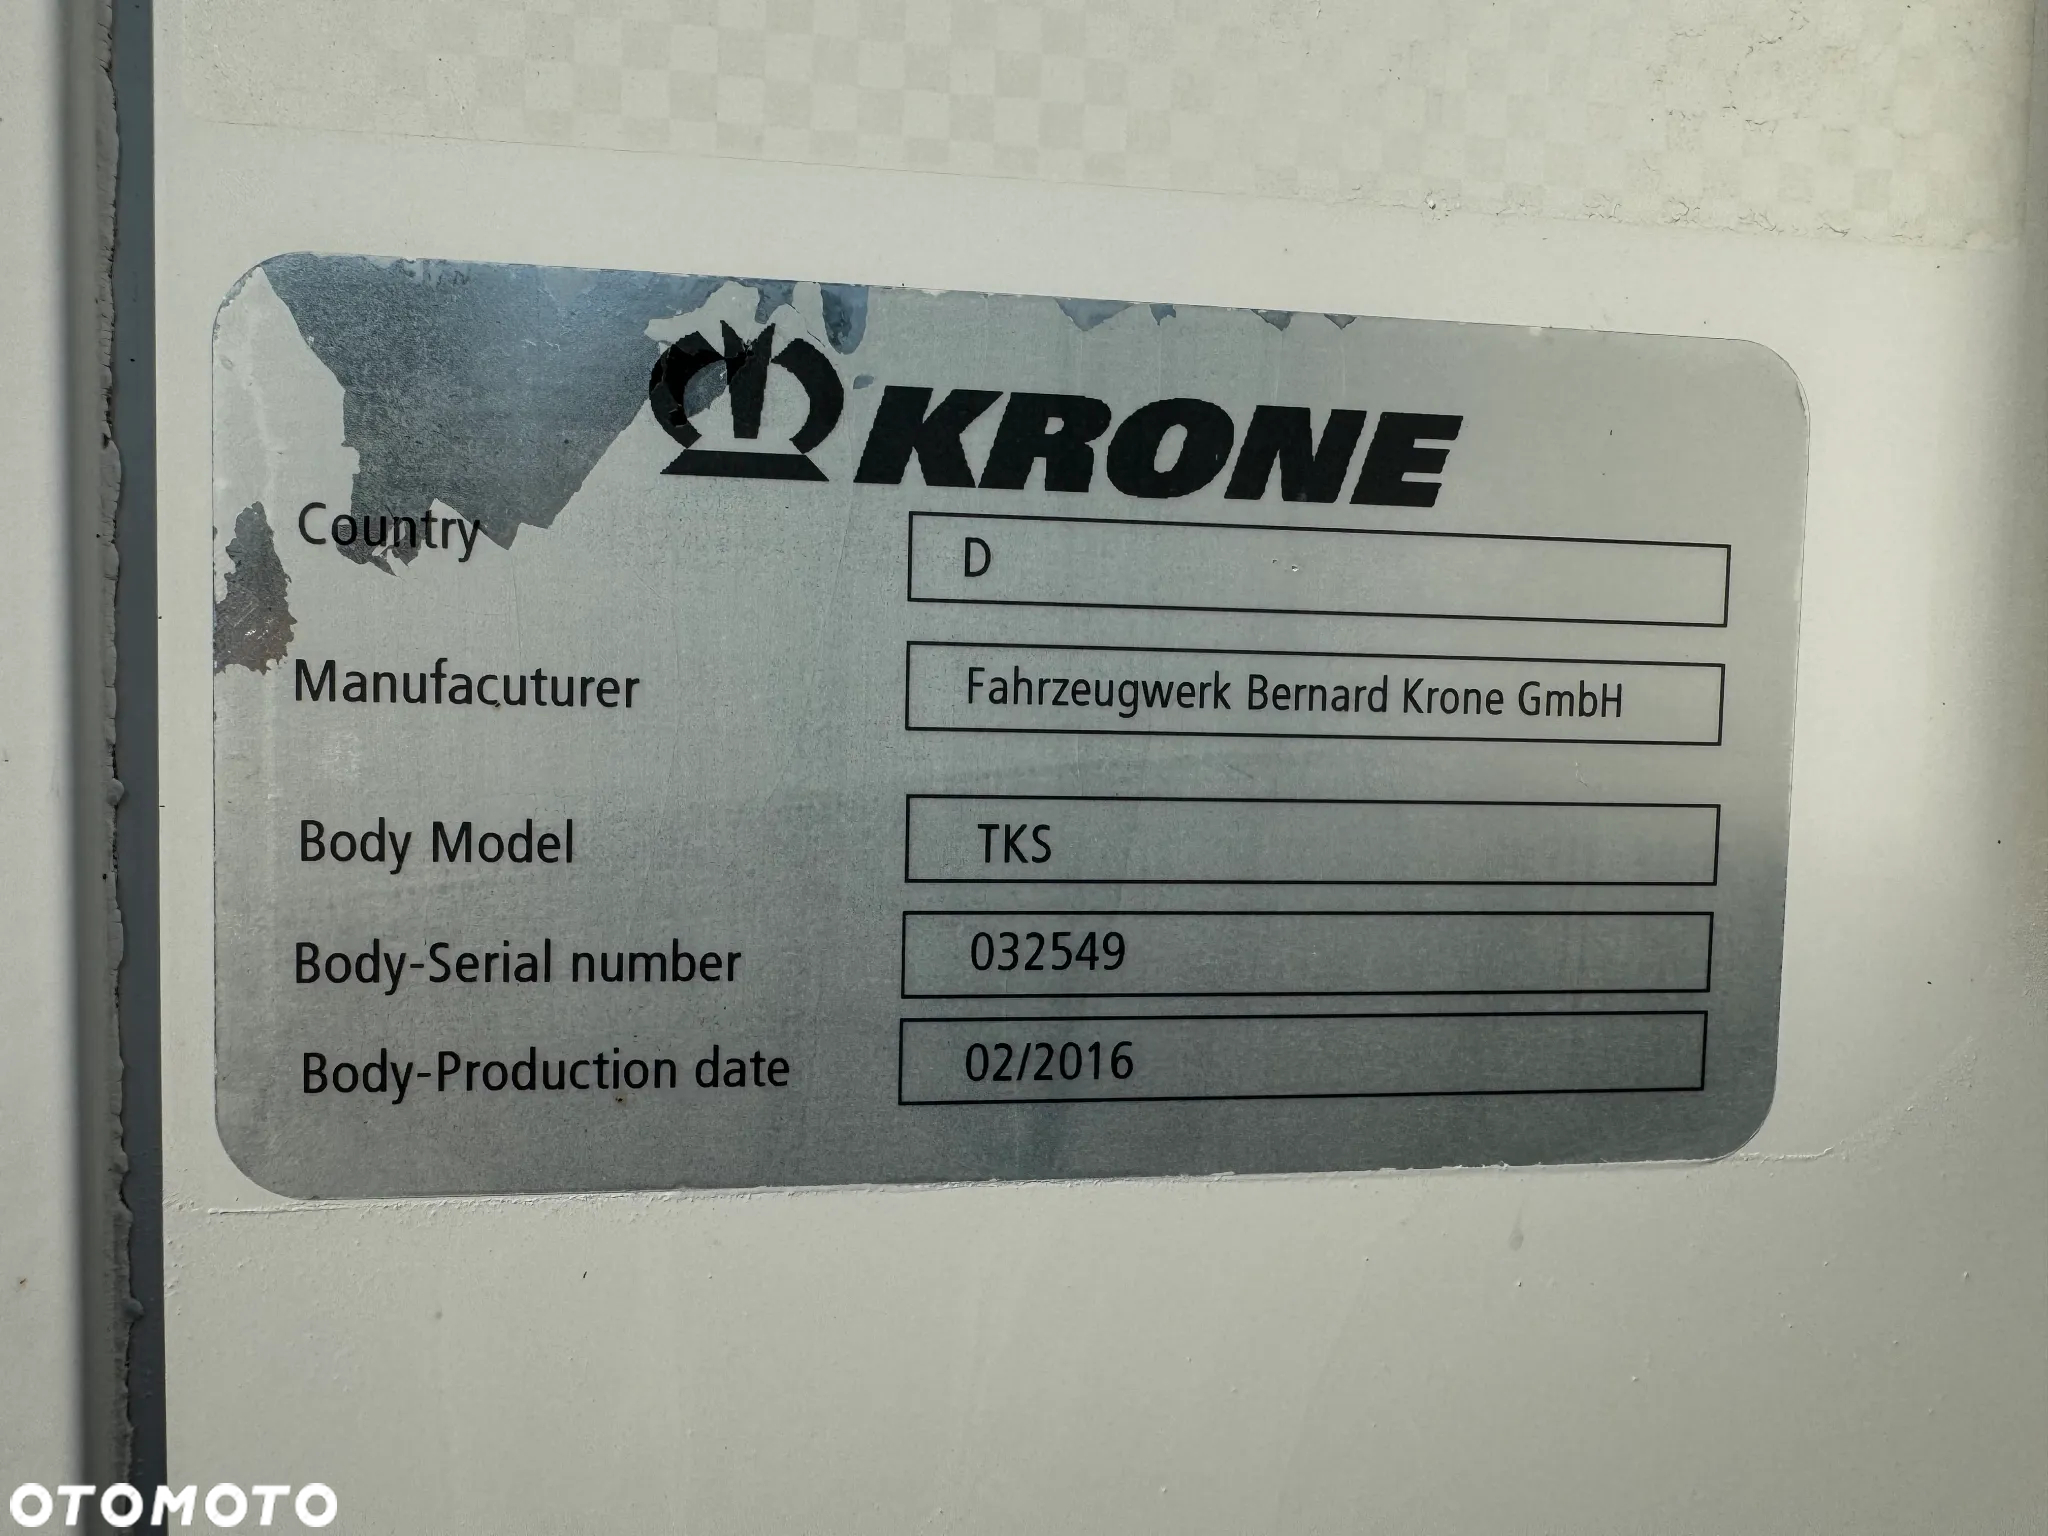 KRONE
Country D
Manufacuturer Fahrzeugwerk Bernard Krone GmbH
Body Model TKS
Body-Serial number 032549
Body-Production date 02/2016
OTOMOTO